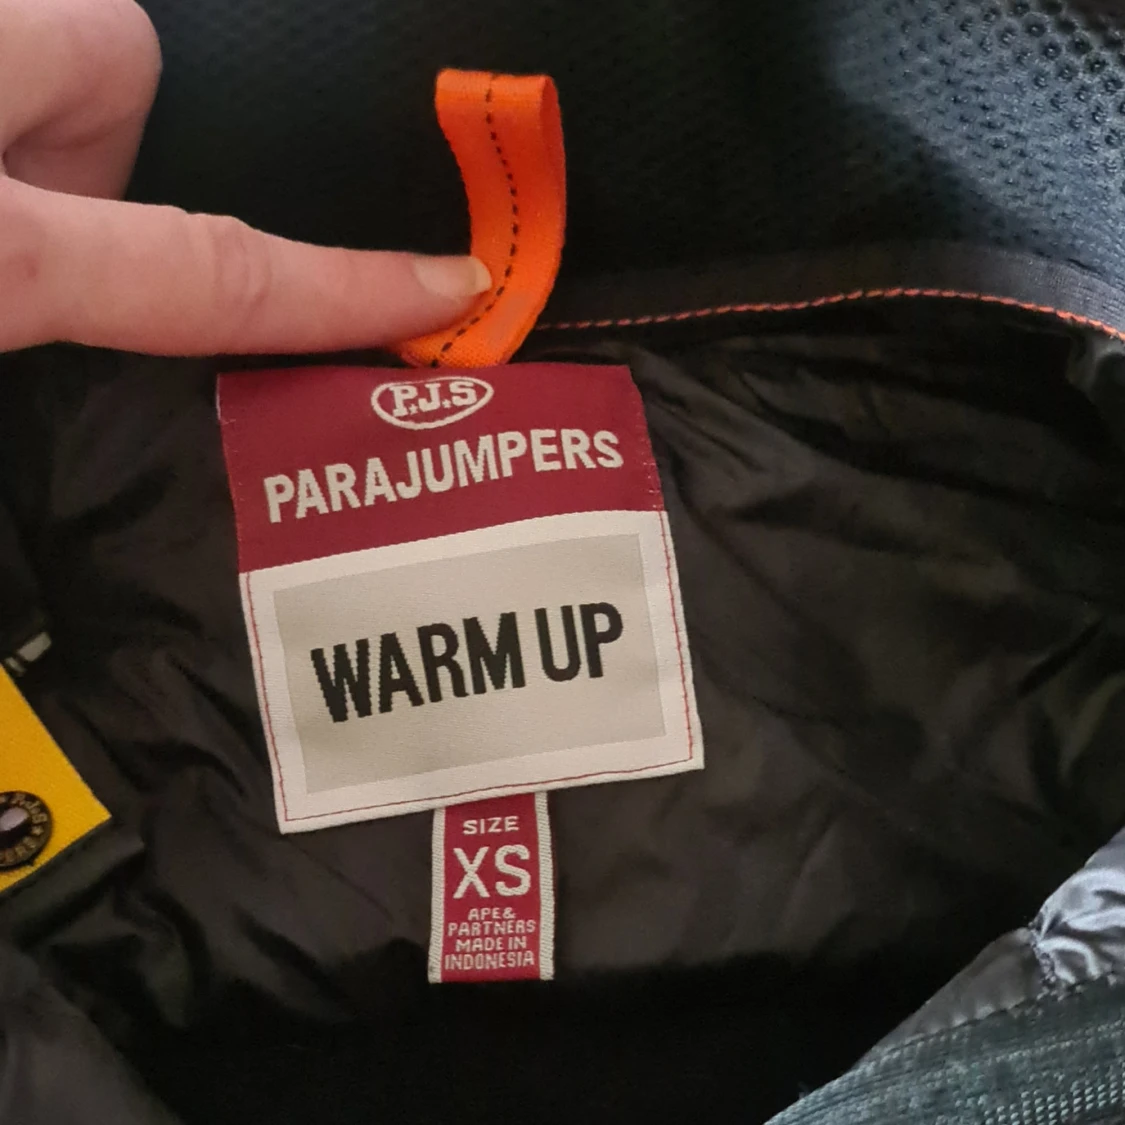 P.J.S
PARAJUMPERS
WARM UP
SIZE
XS
APE &
PARTNERS
MADE IN
INDONESIA